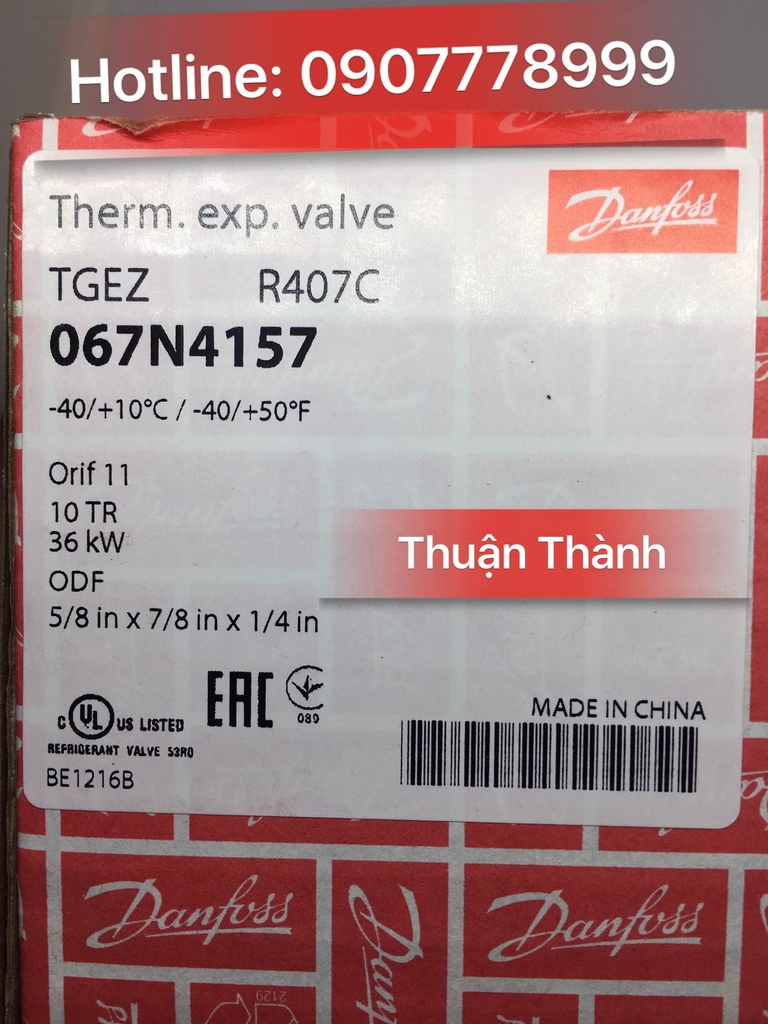 Hotline: 0907778999
Therm. exp. valve
Danfoss
TGEZ R407C
067N4157
-40/+10°C / -40/+50°F
Orif 11
10 TR
36 kW
Thuận Thành
ODF
5/8 in x 7/8 in x 1/4 in
EAC
089
C UL US LISTED
REFRIGERANT VALVE 53R0
BE1216B
MADE IN CHINA
Danfoss
Danfoss
Danfoss
2129